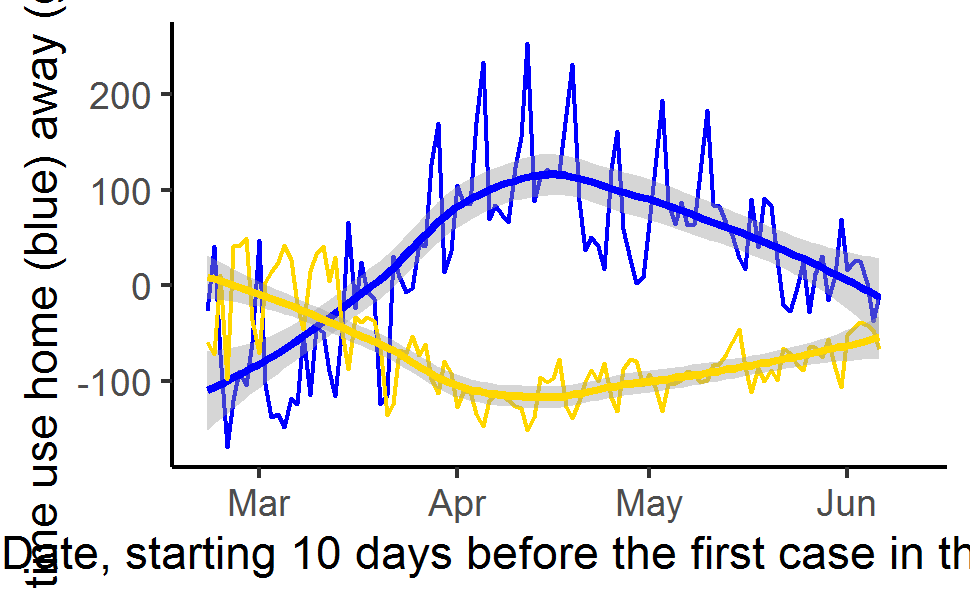 time use home (blue) away (
200
100
0
-100
Mar Apr May Jun
Date, starting 10 days before the first case in th